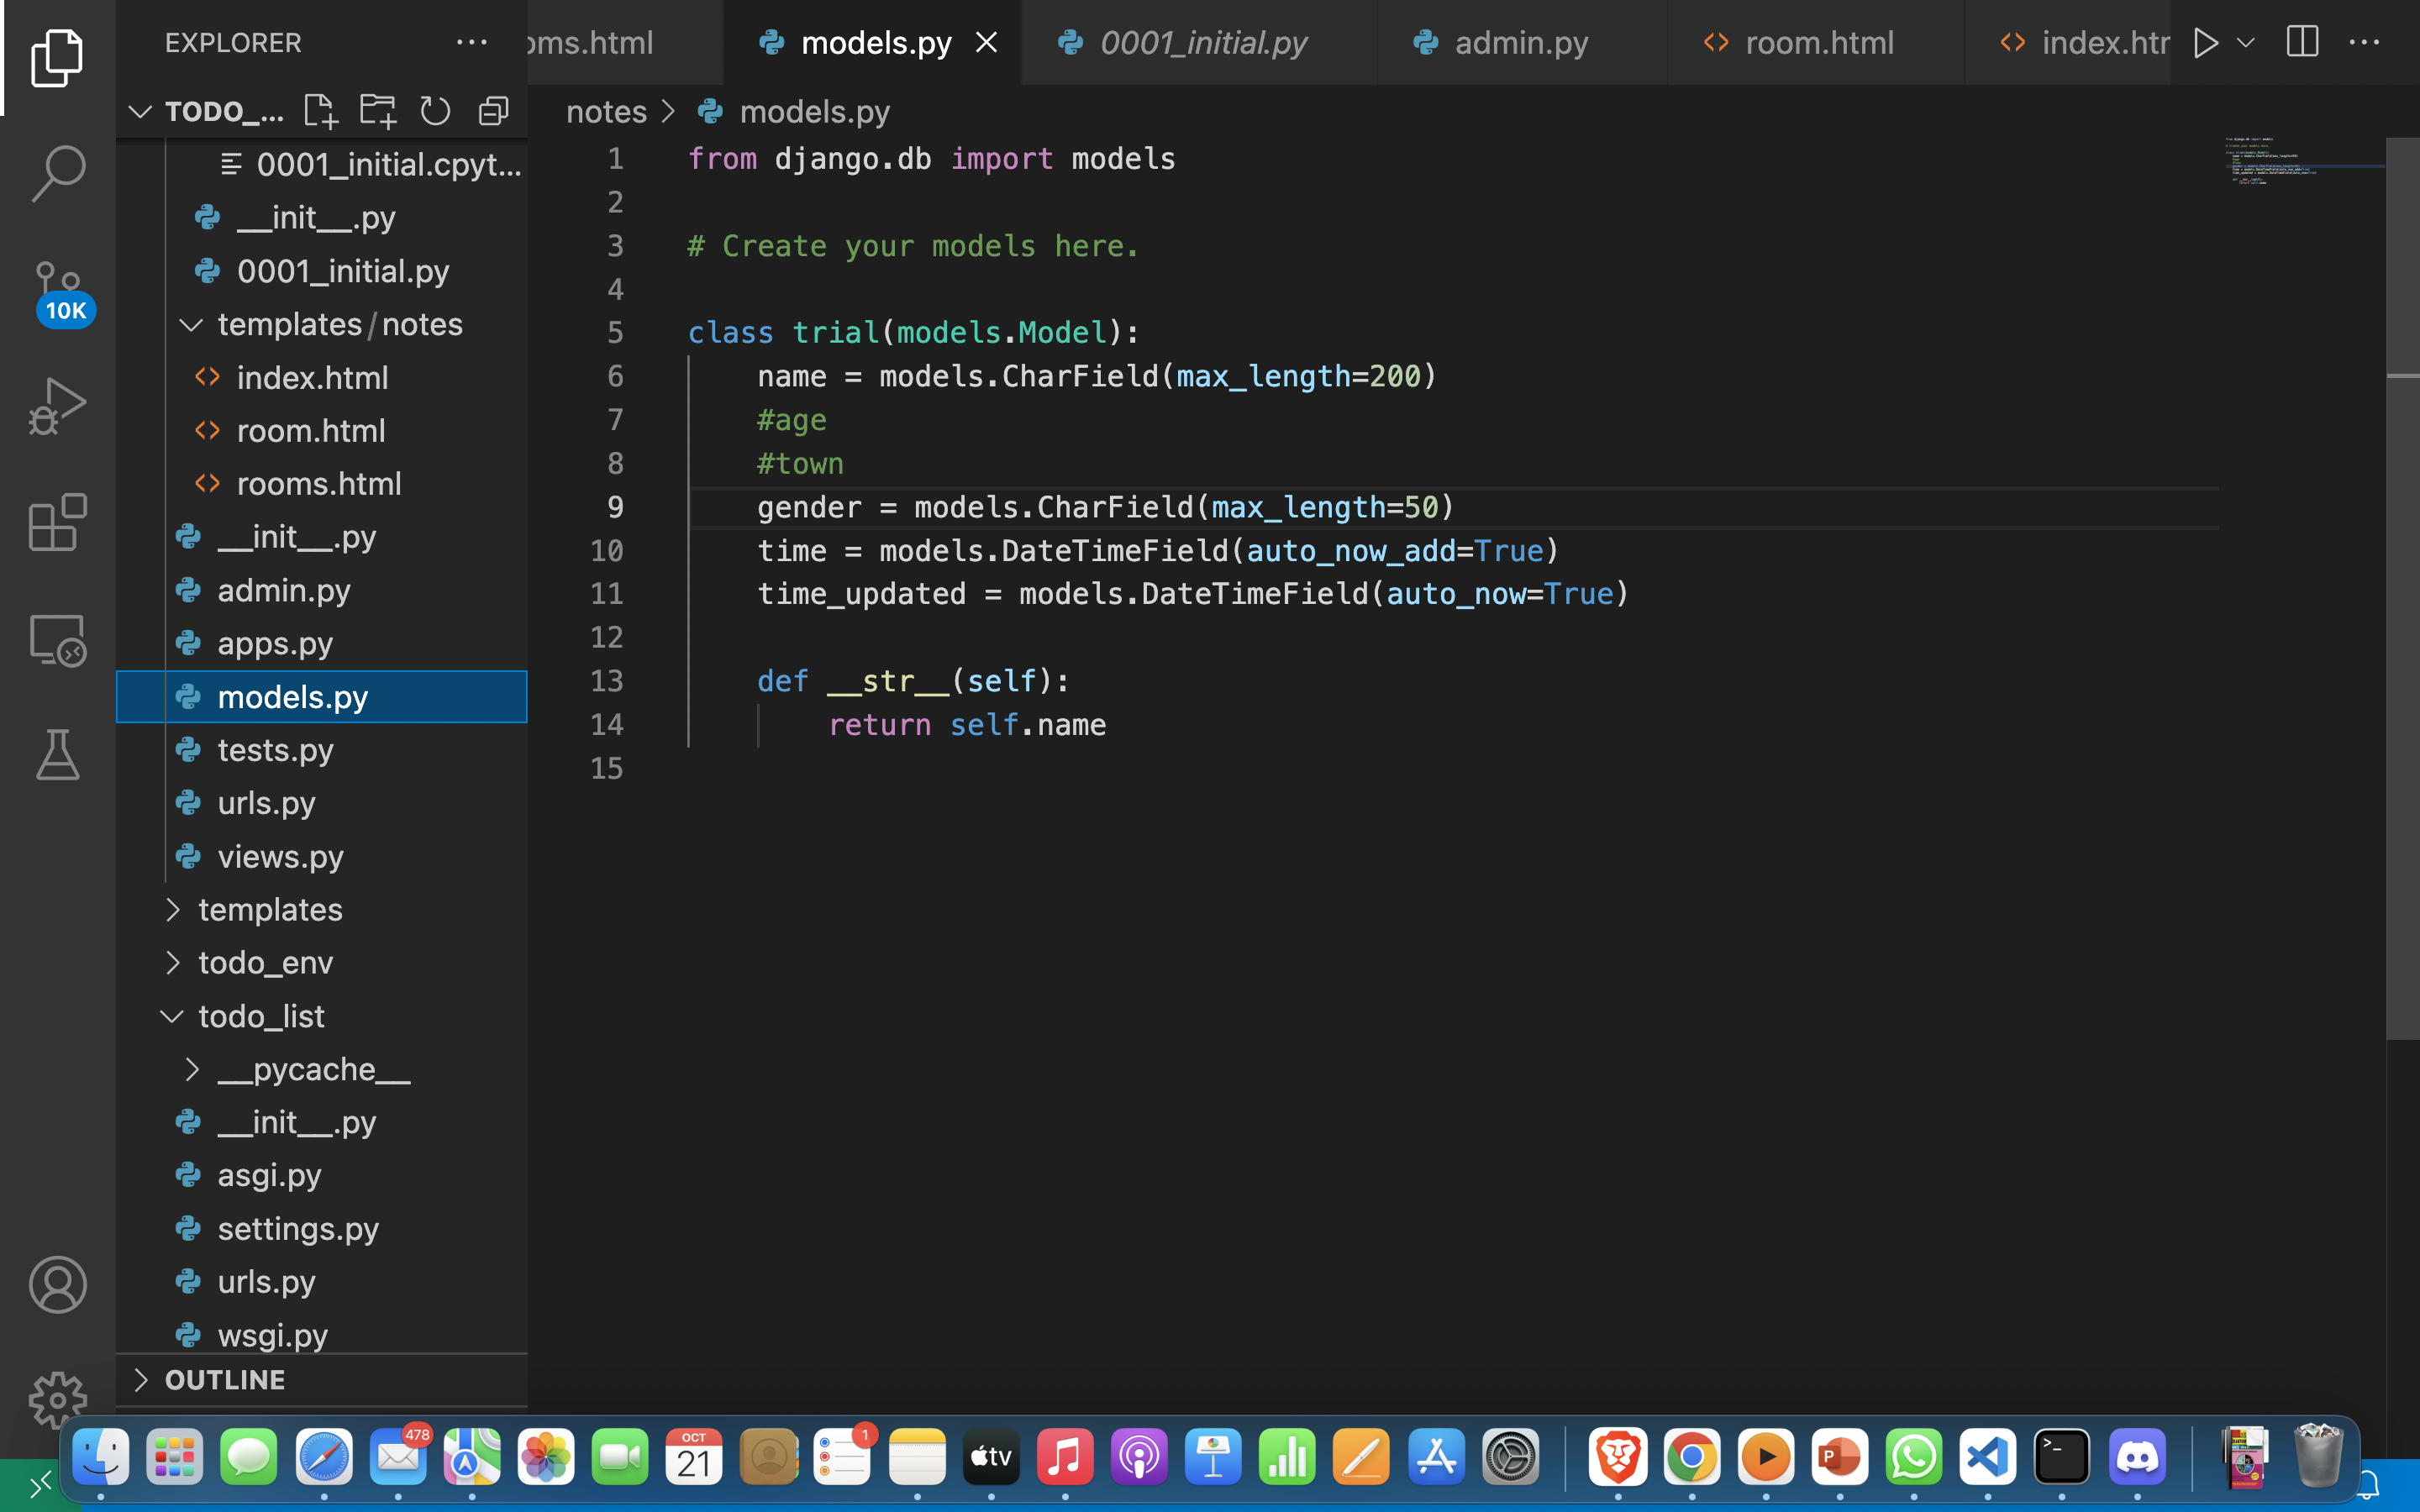 EXPLORER
oms.html
models.py
0001_initial.py
admin.py
room.html
index.htr
TODO_...
0001_initial.cpyt...
__init__.py
0001_initial.py
templates/notes
index.html
room.html
rooms.html
__init__.py
admin.py
apps.py
models.py
tests.py
urls.py
views.py
templates
todo_env
todo_list
__pycache__
__init__.py
asgi.py
settings.py
urls.py
wsgi.py
OUTLINE
10K
notes > models.py
1 from django.db import models
2
3 # Create your models here.
4
5 class trial(models.Model):
6 name = models.CharField(max_length=200)
7 #age
8 #town
9 gender = models.CharField(max_length=50)
10 time = models.DateTimeField(auto_now_add=True)
11 time_updated = models.DateTimeField(auto_now=True)
12
13 def __str__(self):
14 return self.name
15
478
OCT
21
1
tv
P
>_